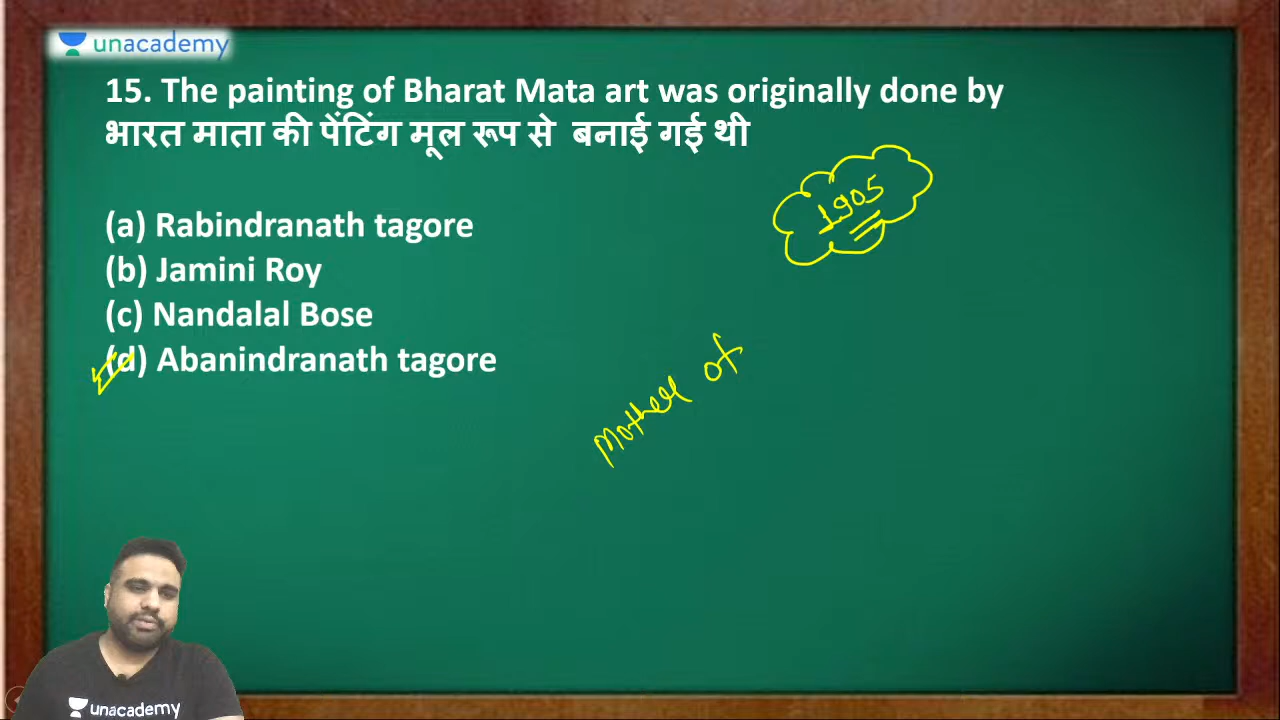 unacademy
15. The painting of Bharat Mata art was originally done by
भारत माता की पेंटिंग मूल रूप से बनाई गई थी
1905
(a) Rabindranath tagore
(b) Jamini Roy
(c) Nandalal Bose
(d) Abanindranath tagore
Mother of
unacademy